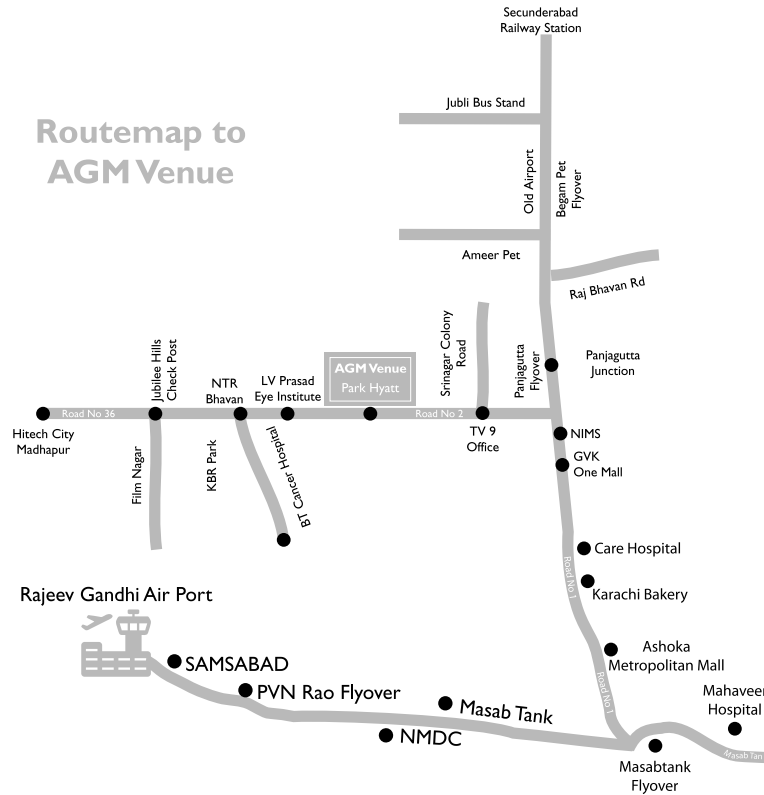 Secunderabad
Railway Station
Jubli Bus Stand
Routemap to
AGM Venue
Old Airport
Begam Pet
Flyover
Ameer Pet
Raj Bhavan Rd
Jubilee Hills
Check Post
NTR
Bhavan
LV Prasad
Eye Institute
AGM Venue
Park Hyatt
Srinagar Colony
Road
Panjagutta
Flyover
Panjagutta
Junction
Road No 36
Road No 2
Hitech City
Madhapur
Film Nagar
KBR Park
BT Cancer Hospital
TV 9
Office
NIMS
GVK
One Mall
Care Hospital
Road No 1
Karachi Bakery
Rajeev Gandhi Air Port
Ashoka
Metropolitan Mall
SAMSABAD
Road No 1
PVN Rao Flyover
Mahaveer
Hospital
Masab Tank
NMDC
Masab Tan
Masabtank
Flyover